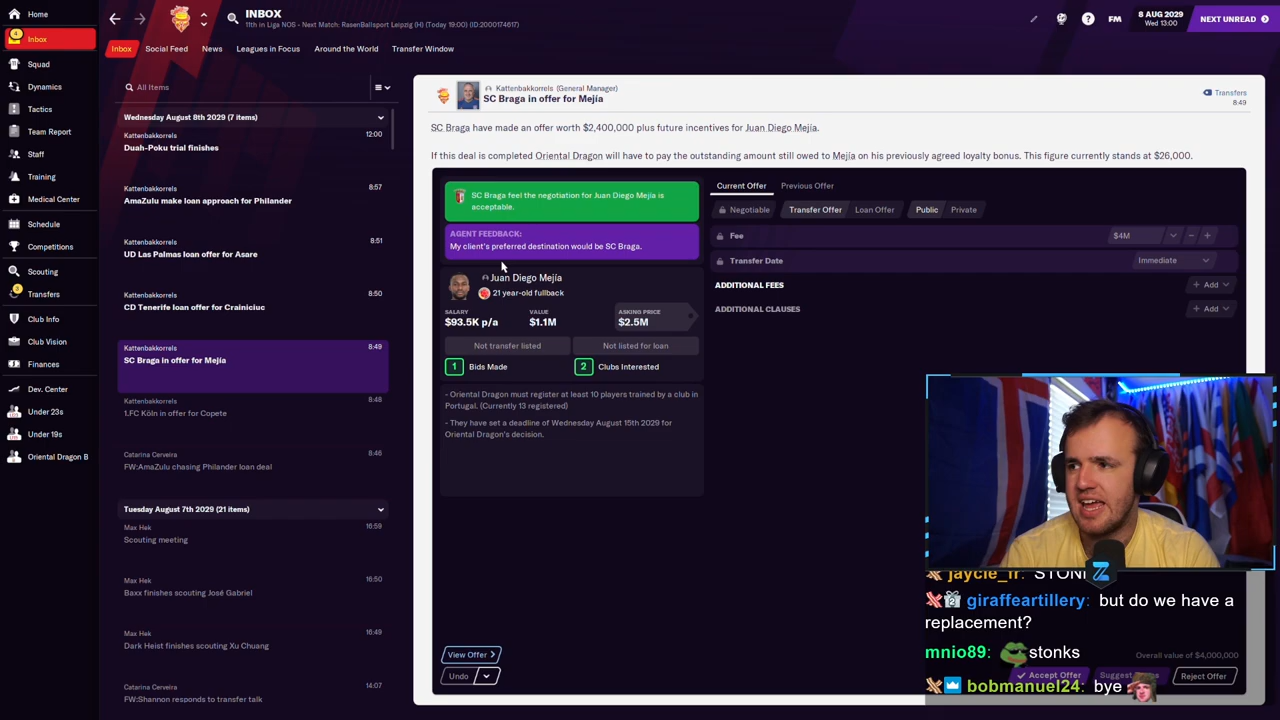 Home
INBOX
11th in Liga NOS - Next Match: RasenBallsport Leipzig (H) (Today 19:00) (ID:2000174617)
FM
8 AUG 2029
Wed 13:00
NEXT UNREAD
4
Inbox
Inbox
Social Feed
News
Leagues in Focus
Around the World
Transfer Window
Squad
Dynamics
Tactics
Team Report
Staff
Training
Medical Center
Schedule
Competitions
Scouting
3
Transfers
Club Info
Club Vision
Finances
Dev. Center
Under 23s
Under 19s
Oriental Dragon B
All Items
Wednesday August 8th 2029 (7 items)
Kattenbakkorrels
12:00
Duah-Poku trial finishes
Kattenbakkorrels
8:57
AmaZulu make loan approach for Philander
Kattenbakkorrels
8:51
UD Las Palmas loan offer for Asare
Kattenbakkorrels
8:50
CD Tenerife loan offer for Crainiciuc
Kattenbakkorrels
8:49
SC Braga in offer for Mejía
Kattenbakkorrels
8:48
1.FC Köln in offer for Copete
Catarina Cerveira
8:46
FW:AmaZulu chasing Philander loan deal
Tuesday August 7th 2029 (21 items)
Max Hek
16:59
Scouting meeting
Max Hek
16:50
Baxx finishes scouting José Gabriel
Max Hek
16:49
Dark Heist finishes scouting Xu Chuang
Catarina Cerveira
14:07
FW:Shannon responds to transfer talk
Kattenbakkorrels (General Manager)
SC Braga in offer for Mejía
Transfers
8:49
SC Braga have made an offer worth $2,400,000 plus future incentives for Juan Diego Mejía.
If this deal is completed Oriental Dragon will have to pay the outstanding amount still owed to Mejía on his previously agreed loyalty bonus. This figure currently stands at $26,000.
SC Braga feel the negotiation for Juan Diego Mejía is
acceptable.
AGENT FEEDBACK:
My client's preferred destination would be SC Braga.
Juan Diego Mejía
21 year-old fullback
SALARY
$93.5K p/a
VALUE
$1.1M
ASKING PRICE
$2.5M
Not transfer listed
Not listed for loan
1
Bids Made
2
Clubs Interested
- Oriental Dragon must register at least 10 players trained by a club in
Portugal. (Currently 13 registered)
- They have set a deadline of Wednesday August 15th 2029 for
Oriental Dragon's decision.
Current Offer
Previous Offer
Negotiable
Transfer Offer
Loan Offer
Public
Private
Fee
$4M
Transfer Date
Immediate
ADDITIONAL FEES
Add
ADDITIONAL CLAUSES
Add
View Offer
Undo
Overall value of $4,000,000
Accept Offer
Reject Offer
Z
jaycie_fr: STON
2 giraffeartillery: but do we have a
replacement?
mnio89: stonks
bobmanuel24: bye